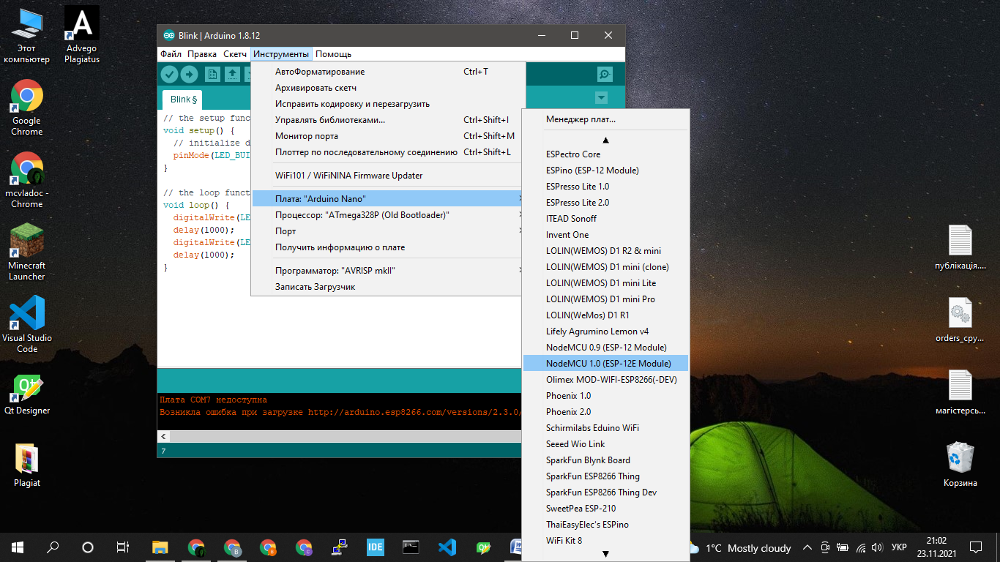 Этот компьютер
Advego Plagiatus
Google Chrome
mcvladoc - Chrome
Minecraft Launcher
Visual Studio Code
Qt Designer
Plagiat
Blink | Arduino 1.8.12
Файл Правка Скетч Инструменты Помощь
Blink §
// the setup func
void setup() {
// initialize d
pinMode(LED_BUI
}
// the loop funct
void loop() {
digitalWrite(LE
delay(1000);
digitalWrite(LE
delay(1000);
}
АвтоФорматирование Ctrl+T
Архивировать скетч
Исправить кодировку и перезагрузить
Управлять библиотеками... Ctrl+Shift+I
Монитор порта Ctrl+Shift+M
Плоттер по последовательному соединению Ctrl+Shift+L
WiFi101 / WiFiNINA Firmware Updater
Плата: "Arduino Nano"
Процессор: "ATmega328P (Old Bootloader)"
Порт
Получить информацию о плате
Программатор: "AVRISP mkII"
Записать Загрузчик
Менеджер плат...
ESPectro Core
ESPino (ESP-12 Module)
ESPresso Lite 1.0
ESPresso Lite 2.0
ITEAD Sonoff
Invent One
LOLIN(WEMOS) D1 R2 & mini
LOLIN(WEMOS) D1 mini (clone)
LOLIN(WEMOS) D1 mini Lite
LOLIN(WEMOS) D1 mini Pro
LOLIN(WeMos) D1 R1
Lifely Agrumino Lemon v4
NodeMCU 0.9 (ESP-12 Module)
NodeMCU 1.0 (ESP-12E Module)
Olimex MOD-WIFI-ESP8266(-DEV)
Phoenix 1.0
Phoenix 2.0
Schirmilabs Eduino WiFi
Seeed Wio Link
SparkFun Blynk Board
SparkFun ESP8266 Thing
SparkFun ESP8266 Thing Dev
SweetPea ESP-210
ThaiEasyElec's ESPino
WiFi Kit 8
Плата COM7 недоступна
Возникла ошибка при загрузке http://arduino.esp8266.com/versions/2.3.0/
7
публікація....
orders_cpy...
магістерсь...
Корзина
IDE
1°C Mostly cloudy
УКР
21:02
23.11.2021